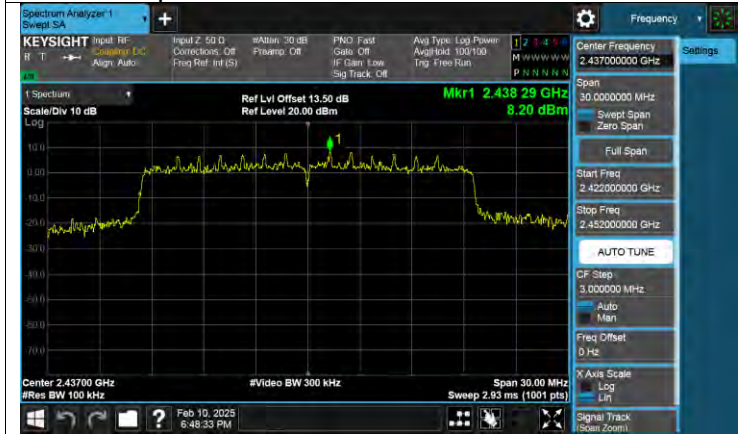 Spectrum Analyzer 1
Swept SA
Frequency
KEYSIGHT
R T
Input: RF
Coupling: DC
Align: Auto
Input Z: 50 Ω
Corrections: Off
Freq Ref: Int (S)
#Atten: 30 dB
Preamp: Off
PNO: Fast
Gate: Off
IF Gain: Low
Sig Track: Off
Avg Type: Log-Power
Avg|Hold: 100/100
Trig: Free Run
1 2 3 4 5 6
M W W W W W
P N N N N N
Center Frequency
2.437000000 GHz
Settings
Span
30.0000000 MHz
Swept Span
Zero Span
Full Span
Start Freq
2.422000000 GHz
Stop Freq
2.452000000 GHz
AUTO TUNE
CF Step
3.000000 MHz
Auto
Man
Freq Offset
0 Hz
X Axis Scale
Log
Lin
Signal Track
(Span Zoom)
1 Spectrum
Scale/Div 10 dB
Log
Ref Lvl Offset 13.50 dB
Ref Level 20.00 dBm
Mkr1 2.438 29 GHz
8.20 dBm
1
10.0
0.00
-10.0
-20.0
-30.0
-40.0
-50.0
-60.0
-70.0
Center 2.43700 GHz
#Res BW 100 kHz
#Video BW 300 kHz
Span 30.00 MHz
Sweep 2.93 ms (1001 pts)
?
Feb 10, 2025
6:48:33 PM